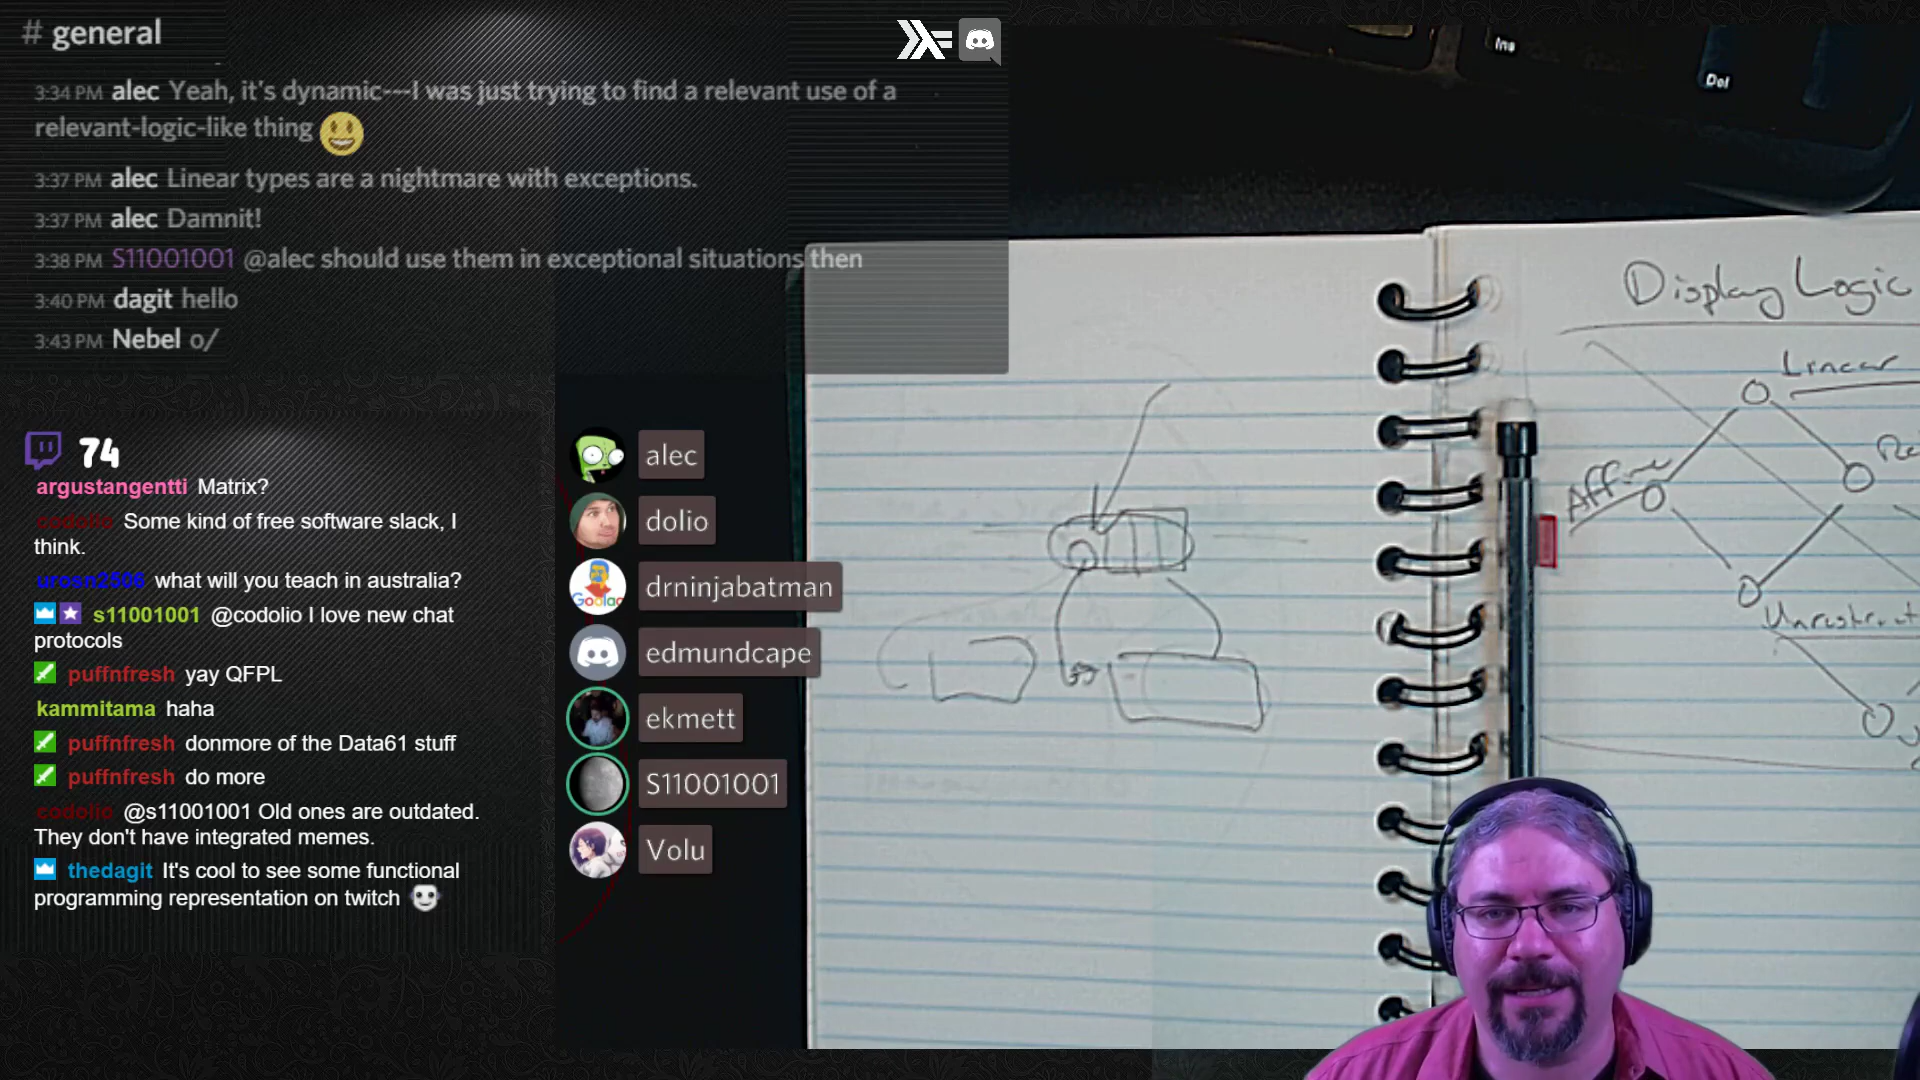 # general
3:34 PM alec Yeah, it's dynamic---I was just trying to find a relevant use of a
relevant-logic-like thing
3:37 PM alec Linear types are a nightmare with exceptions.
3:37 PM alec Damnit!
3:38 PM S11001001 @alec should use them in exceptional situations then
3:40 PM dagit hello
3:43 PM Nebel o/
74
argustangentti Matrix?
codolio Some kind of free software slack, I
think.
urosn2506 what will you teach in australia?
s11001001 @codolio I love new chat
protocols
puffnfresh yay QFPL
kammitama haha
puffnfresh donmore of the Data61 stuff
puffnfresh do more
codolio @s11001001 Old ones are outdated.
They don't have integrated memes.
thedagit It's cool to see some functional
programming representation on twitch
alec
dolio
drninjabatman
Goolag
edmundcape
ekmett
S11001001
Volu
Ins
Del
Display Logic
Linear
Affine